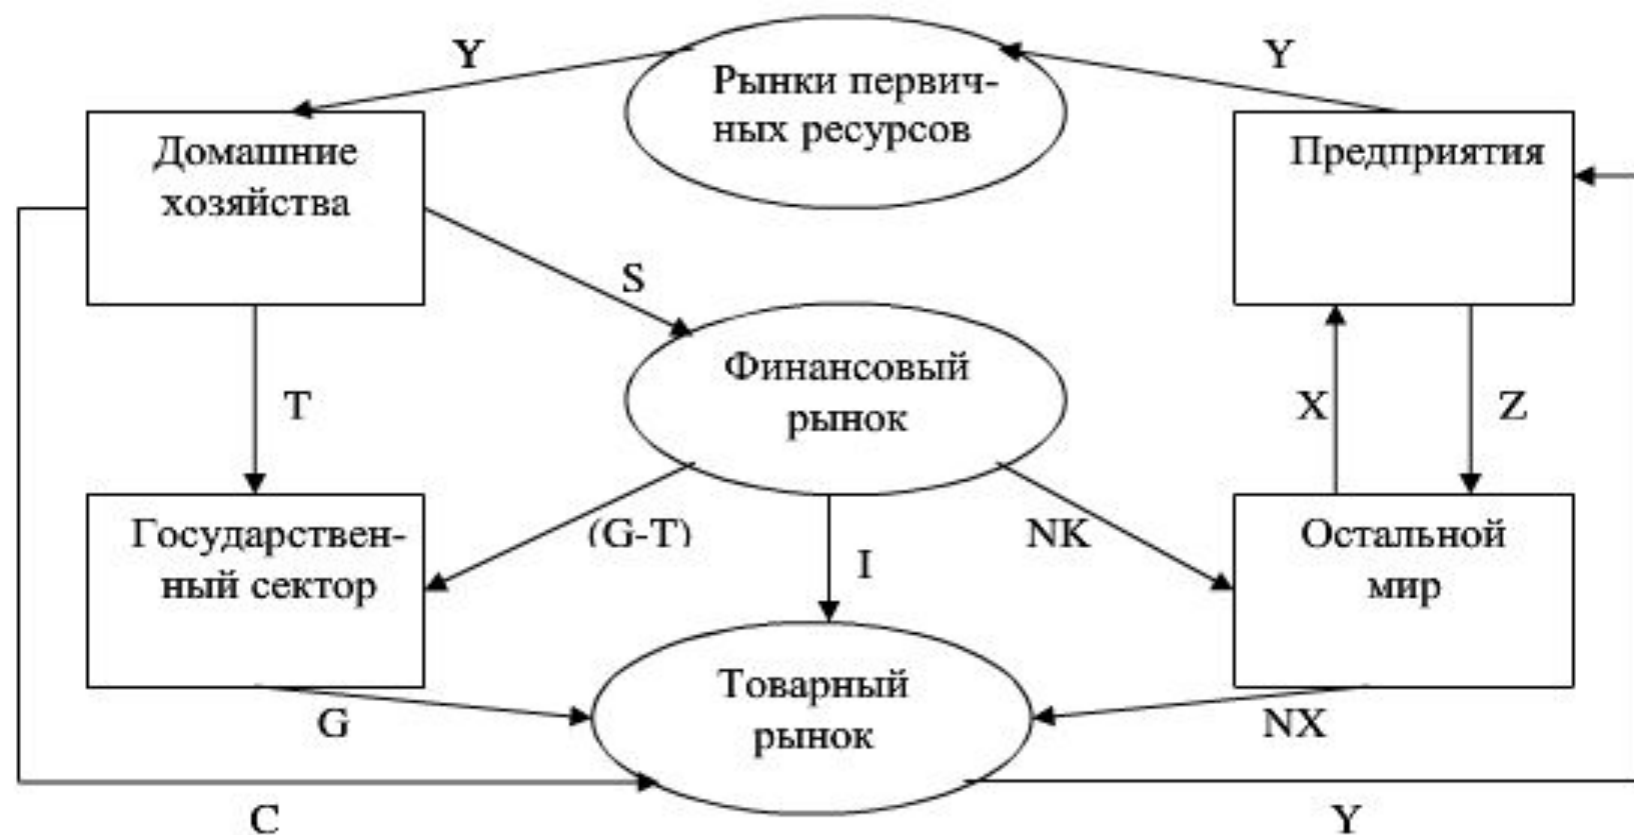 Y
Рынки первич-
ных ресурсов
Y
Домашние
хозяйства
Предприятия
S
Финансовый
рынок
T
X
Z
Государствен-
ный сектор
(G-T)
I
NK
Остальной
мир
Товарный
рынок
G
NX
C
Y